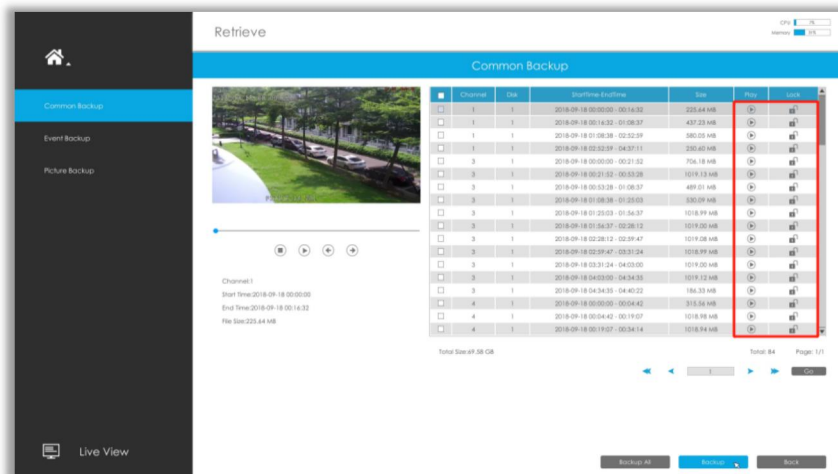 Retrieve
CPU 7%
Memory 51%
Common Backup
Common Backup
Event Backup
Picture Backup
Live View
Channel Disk StartTime-EndTime Size Play Lock
1 1 2018-09-18 00:00:00 - 00:16:32 225.64 MB
1 1 2018-09-18 00:16:32 - 01:08:37 437.23 MB
1 1 2018-09-18 01:08:38 - 02:52:59 580.05 MB
1 1 2018-09-18 02:52:59 - 04:37:11 250.60 MB
3 1 2018-09-18 00:00:00 - 00:21:52 706.18 MB
3 1 2018-09-18 00:21:52 - 00:53:28 1019.13 MB
3 1 2018-09-18 00:53:28 - 01:08:37 489.01 MB
3 1 2018-09-18 01:08:38 - 01:25:03 530.09 MB
3 1 2018-09-18 01:25:03 - 01:56:37 1018.99 MB
3 1 2018-09-18 01:56:37 - 02:28:12 1019.00 MB
3 1 2018-09-18 02:28:12 - 02:59:47 1019.08 MB
3 1 2018-09-18 02:59:47 - 03:31:24 1018.99 MB
3 1 2018-09-18 03:31:24 - 04:03:00 1019.00 MB
3 1 2018-09-18 04:03:00 - 04:34:35 1019.12 MB
3 1 2018-09-18 04:34:35 - 04:40:22 186.33 MB
4 1 2018-09-18 00:00:00 - 00:04:42 315.56 MB
4 1 2018-09-18 00:04:42 - 00:19:07 1018.98 MB
4 1 2018-09-18 00:19:07 - 00:34:14 1018.94 MB
Channel:1
Start Time:2018-09-18 00:00:00
End Time:2018-09-18 00:16:32
File Size:225.64 MB
Total Size:69.58 GB
Total: 84 Page: 1/1
1 Go
Backup All Backup Back